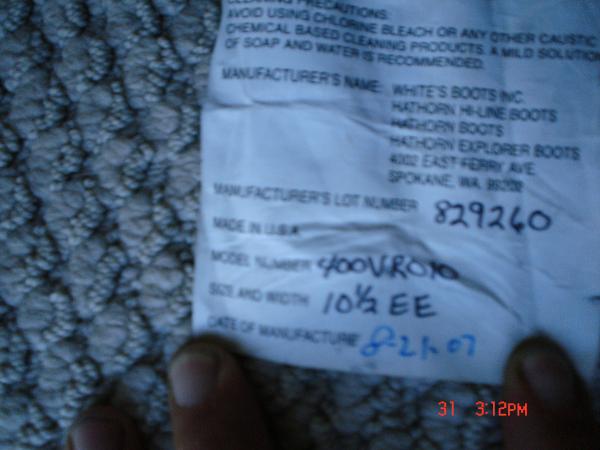 CLEANING PRECAUTIONS:
AVOID USING CHLORINE BLEACH OR ANY OTHER CAUSTIC
CHEMICAL BASED CLEANING PRODUCTS. A MILD SOLUTION
OF SOAP AND WATER IS RECOMMENDED.
MANUFACTURER'S NAME: WHITE'S BOOTS INC.
HATHORN HI-LINE BOOTS
HATHORN BOOTS
HATHORN EXPLORER BOOTS
4002 EAST FERRY AVE.
SPOKANE, WA. 99202
MANUFACTURER'S LOT NUMBER 829260
MADE IN U.S.A.
MODEL NUMBER 400VR010
SIZE AND WIDTH 10½ EE
DATE OF MANUFACTURE 8-21-07
31 3:12PM